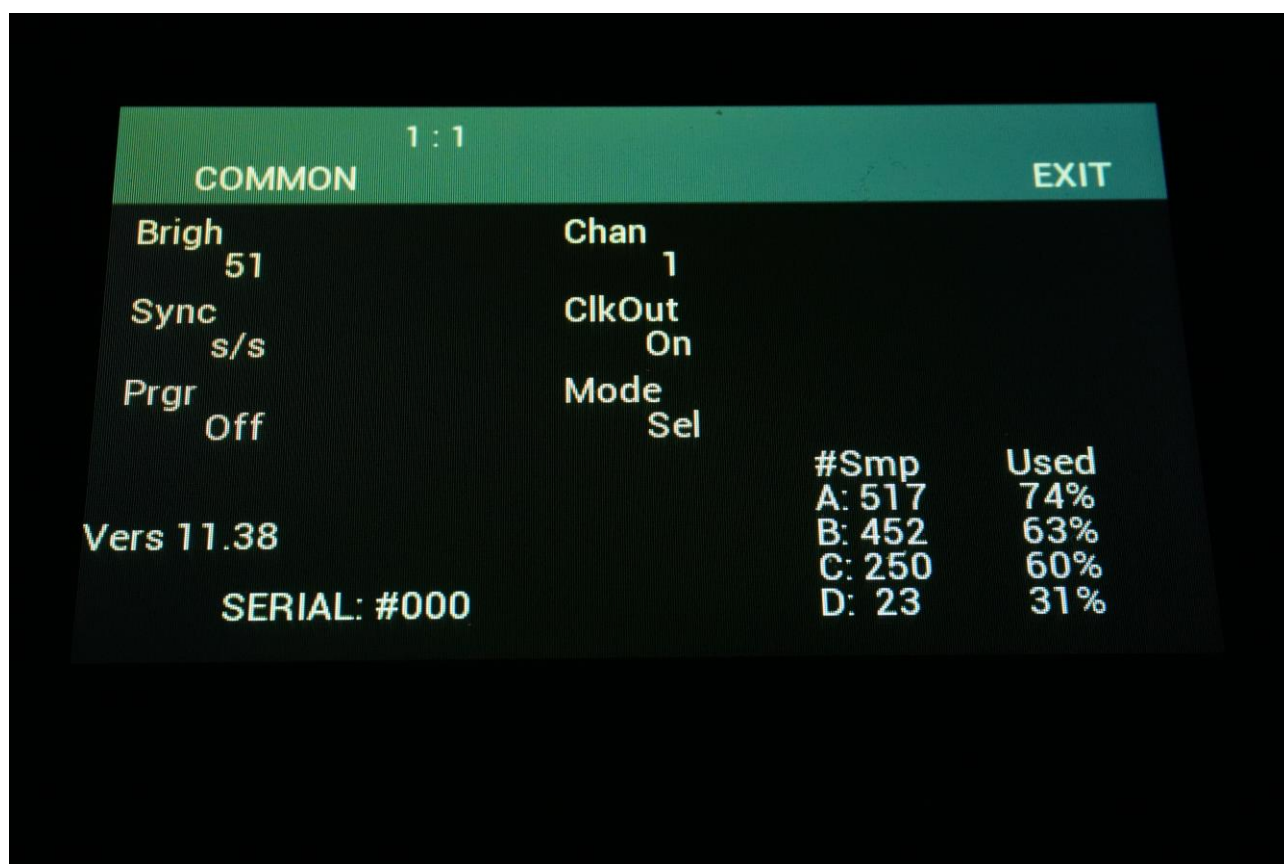 1 : 1
COMMON EXIT
Brigh Chan
51 1
Sync ClkOut
s/s On
Prgr Mode
Off Sel
#Smp Used
A: 517 74%
B: 452 63%
Vers 11.38
C: 250 60%
D: 23 31%
SERIAL: #000